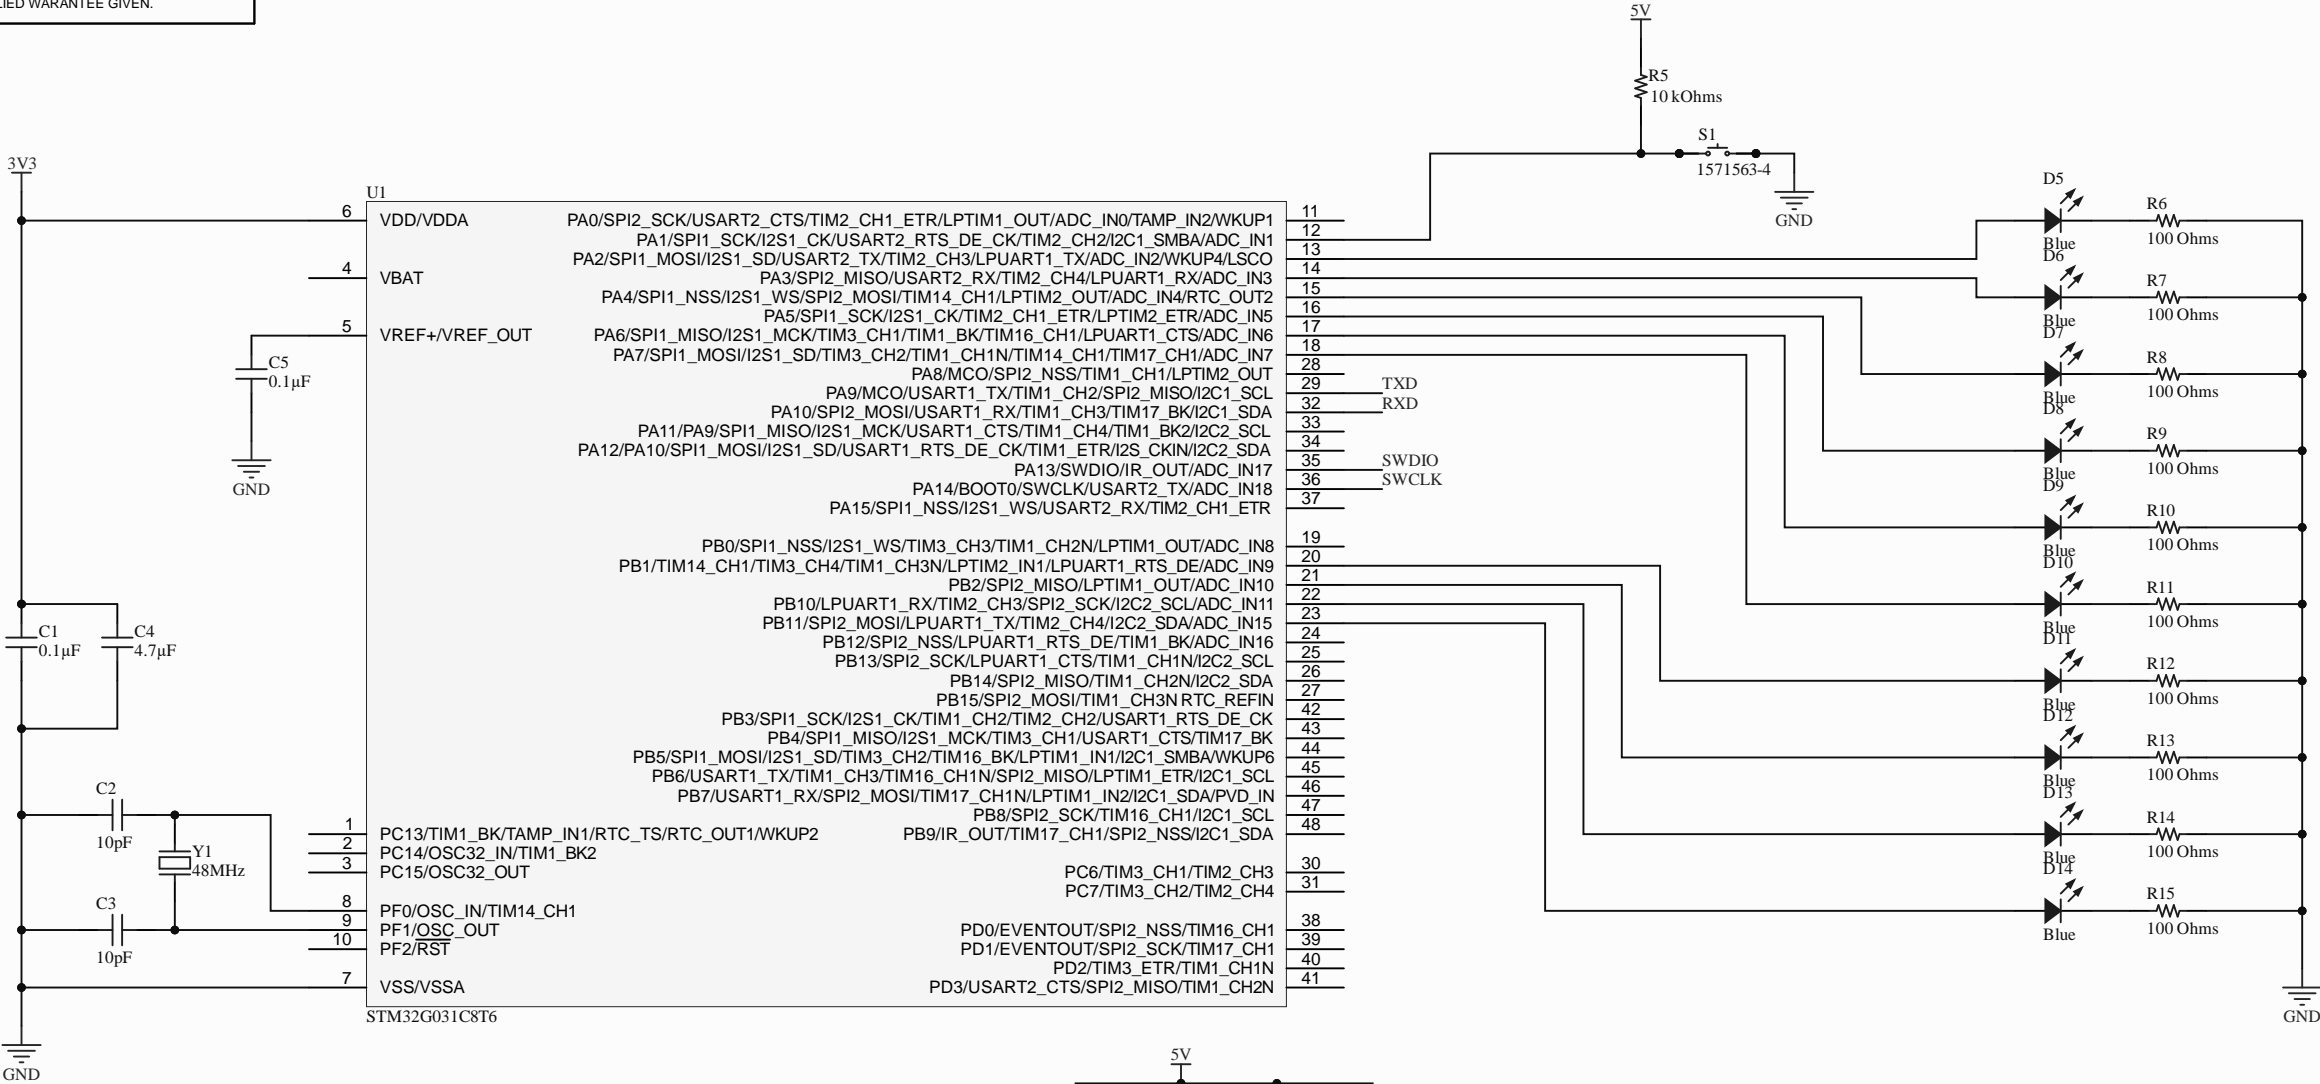 LIED WARANTEE GIVEN.
5V
R5
10 kOhms
S1
1571563-4
GND
3V3
U1
6 VDD/VDDA
4 VBAT
5 VREF+/VREF_OUT
C5
0.1µF
GND
C1
0.1µF
C4
4.7µF
C2
10pF
Y1
48MHz
C3
10pF
1 PC13/TIM1_BK/TAMP_IN1/RTC_TS/RTC_OUT1/WKUP2
2 PC14/OSC32_IN/TIM1_BK2
3 PC15/OSC32_OUT
8 PF0/OSC_IN/TIM14_CH1
9 PF1/OSC_OUT
10 PF2/RST
7 VSS/VSSA
GND
PA0/SPI2_SCK/USART2_CTS/TIM2_CH1_ETR/LPTIM1_OUT/ADC_IN0/TAMP_IN2/WKUP1 11
PA1/SPI1_SCK/I2S1_CK/USART2_RTS_DE_CK/TIM2_CH2/I2C1_SMBA/ADC_IN1 12
PA2/SPI1_MOSI/I2S1_SD/USART2_TX/TIM2_CH3/LPUART1_TX/ADC_IN2/WKUP4/LSCO 13
PA3/SPI2_MISO/USART2_RX/TIM2_CH4/LPUART1_RX/ADC_IN3 14
PA4/SPI1_NSS/I2S1_WS/SPI2_MOSI/TIM14_CH1/LPTIM2_OUT/ADC_IN4/RTC_OUT2 15
PA5/SPI1_SCK/I2S1_CK/TIM2_CH1_ETR/LPTIM2_ETR/ADC_IN5 16
PA6/SPI1_MISO/I2S1_MCK/TIM3_CH1/TIM1_BK/TIM16_CH1/LPUART1_CTS/ADC_IN6 17
PA7/SPI1_MOSI/I2S1_SD/TIM3_CH2/TIM1_CH1N/TIM14_CH1/TIM17_CH1/ADC_IN7 18
PA8/MCO/SPI2_NSS/TIM1_CH1/LPTIM2_OUT 28
PA9/MCO/USART1_TX/TIM1_CH2/SPI2_MISO/I2C1_SCL 29 TXD
PA10/SPI2_MOSI/USART1_RX/TIM1_CH3/TIM17_BK/I2C1_SDA 32 RXD
PA11/PA9/SPI1_MISO/I2S1_MCK/USART1_CTS/TIM1_CH4/TIM1_BK2/I2C2_SCL 33
PA12/PA10/SPI1_MOSI/I2S1_SD/USART1_RTS_DE_CK/TIM1_ETR/I2S_CKIN/I2C2_SDA 34
PA13/SWDIO/IR_OUT/ADC_IN17 35 SWDIO
PA14/BOOT0/SWCLK/USART2_TX/ADC_IN18 36 SWCLK
PA15/SPI1_NSS/I2S1_WS/USART2_RX/TIM2_CH1_ETR 37
PB0/SPI1_NSS/I2S1_WS/TIM3_CH3/TIM1_CH2N/LPTIM1_OUT/ADC_IN8 19
PB1/TIM14_CH1/TIM3_CH4/TIM1_CH3N/LPTIM2_IN1/LPUART1_RTS_DE/ADC_IN9 20
PB2/SPI2_MISO/LPTIM1_OUT/ADC_IN10 21
PB10/LPUART1_RX/TIM2_CH3/SPI2_SCK/I2C2_SCL/ADC_IN11 22
PB11/SPI2_MOSI/LPUART1_TX/TIM2_CH4/I2C2_SDA/ADC_IN15 23
PB12/SPI2_NSS/LPUART1_RTS_DE/TIM1_BK/ADC_IN16 24
PB13/SPI2_SCK/LPUART1_CTS/TIM1_CH1N/I2C2_SCL 25
PB14/SPI2_MISO/TIM1_CH2N/I2C2_SDA 26
PB15/SPI2_MOSI/TIM1_CH3N RTC_REFIN 27
PB3/SPI1_SCK/I2S1_CK/TIM1_CH2/TIM2_CH2/USART1_RTS_DE_CK 42
PB4/SPI1_MISO/I2S1_MCK/TIM3_CH1/USART1_CTS/TIM17_BK 43
PB5/SPI1_MOSI/I2S1_SD/TIM3_CH2/TIM16_BK/LPTIM1_IN1/I2C1_SMBA/WKUP6 44
PB6/USART1_TX/TIM1_CH3/TIM16_CH1N/SPI2_MISO/LPTIM1_ETR/I2C1_SCL 45
PB7/USART1_RX/SPI2_MOSI/TIM17_CH1N/LPTIM1_IN2/I2C1_SDA/PVD_IN 46
PB8/SPI2_SCK/TIM16_CH1/I2C1_SCL 47
PB9/IR_OUT/TIM17_CH1/SPI2_NSS/I2C1_SDA 48
PC6/TIM3_CH1/TIM2_CH3 30
PC7/TIM3_CH2/TIM2_CH4 31
PD0/EVENTOUT/SPI2_NSS/TIM16_CH1 38
PD1/EVENTOUT/SPI2_SCK/TIM17_CH1 39
PD2/TIM3_ETR/TIM1_CH1N 40
PD3/USART2_CTS/SPI2_MISO/TIM1_CH2N 41
STM32G031C8T6
D5
Blue
R6
100 Ohms
D6
Blue
R7
100 Ohms
D7
Blue
R8
100 Ohms
D8
Blue
R9
100 Ohms
D9
Blue
R10
100 Ohms
D10
Blue
R11
100 Ohms
D11
Blue
R12
100 Ohms
D12
Blue
R13
100 Ohms
D13
Blue
R14
100 Ohms
D14
Blue
R15
100 Ohms
GND
5V